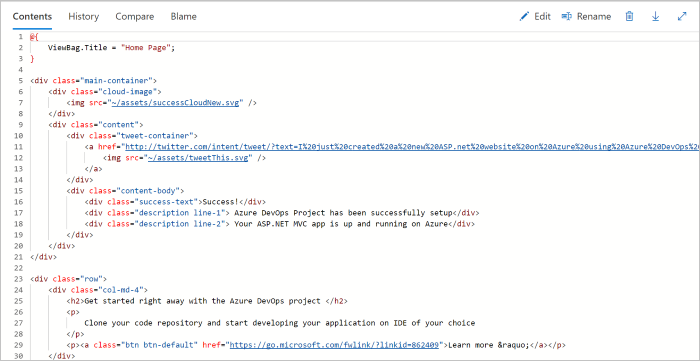 Contents History Compare Blame Edit Rename
1 @{
2     ViewBag.Title = "Home Page";
3 }
4
5 <div class="main-container">
6     <div class="cloud-image">
7         <img src="~/assets/successCloudNew.svg" />
8     </div>
9     <div class="content">
10         <div class="tweet-container">
11             <a href="http://twitter.com/intent/tweet/?text=I%20just%20created%20a%20new%20ASP.net%20website%20on%20Azure%20using%20Azure%20DevOps%20
12                 <img src="~/assets/tweetThis.svg" />
13             </a>
14         </div>
15         <div class="content-body">
16             <div class="success-text">Success!</div>
17             <div class="description line-1"> Azure DevOps Project has been successfully setup</div>
18             <div class="description line-2"> Your ASP.NET MVC app is up and running on Azure</div>
19         </div>
20     </div>
21 </div>
22
23 <div class="row">
24     <div class="col-md-4">
25         <h2>Get started right away with the Azure DevOps project </h2>
26         <p>
27             Clone your code repository and start developing your application on IDE of your choice
28         </p>
29         <p><a class="btn btn-default" href="https://go.microsoft.com/fwlink/?linkid=862409">Learn more &raquo;</a></p>
30     </div>